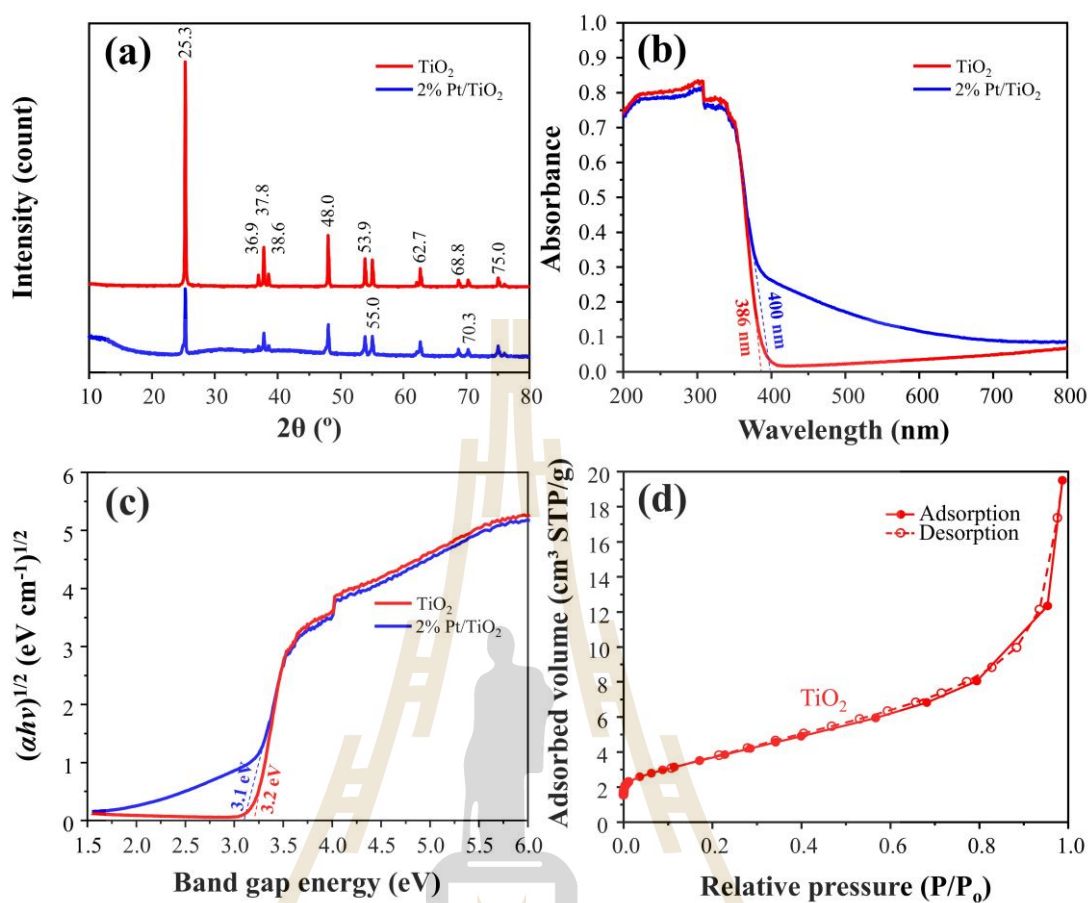 (a)
TiO₂
2% Pt/TiO₂
25.3
36.9
37.8
38.6
48.0
53.9
55.0
62.7
68.8
70.3
75.0
Intensity (count)
10 20 30 40 50 60 70 80
2θ (º)
(b)
TiO₂
2% Pt/TiO₂
386 nm
400 nm
Absorbance
1.0
0.9
0.8
0.7
0.6
0.5
0.4
0.3
0.2
0.1
0.0
200 300 400 500 600 700 800
Wavelength (nm)
(c)
TiO₂
2% Pt/TiO₂
3.1 eV
3.2 eV
(αhν)¹/² (eV cm⁻¹)¹/²
6
5
4
3
2
1
0
1.5 2.0 2.5 3.0 3.5 4.0 4.5 5.0 5.5 6.0
Band gap energy (eV)
(d)
Adsorption
Desorption
TiO₂
Adsorbed volume (cm³ STP/g)
20
18
16
14
12
10
8
6
4
2
0
0.0 0.2 0.4 0.6 0.8 1.0
Relative pressure (P/Pₒ)